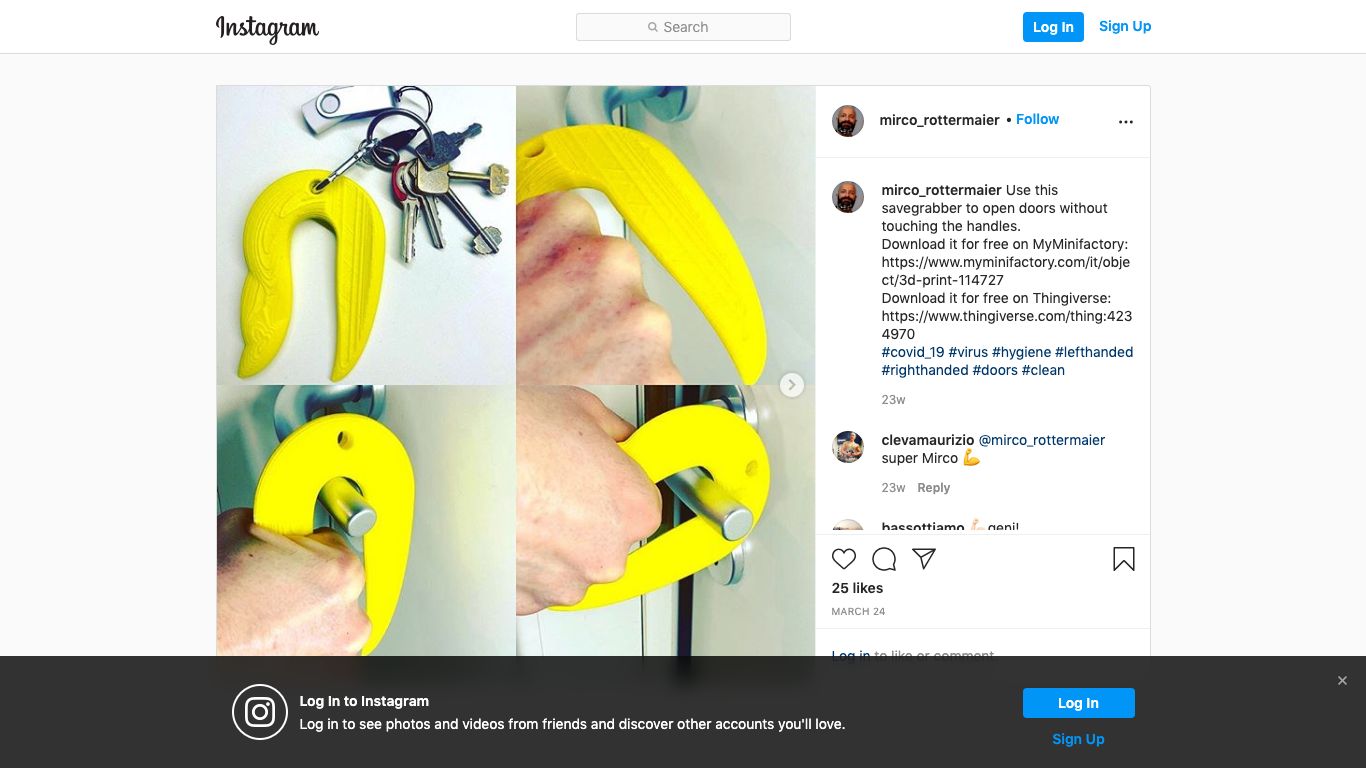 Instagram
Search
Log In
Sign Up
mirco_rottermaier • Follow
mirco_rottermaier Use this
savegrabber to open doors without
touching the handles.
Download it for free on MyMinifactory:
https://www.myminifactory.com/it/obje
ct/3d-print-114727
Download it for free on Thingiverse:
https://www.thingiverse.com/thing:423
4970
#covid_19 #virus #hygiene #lefthanded
#righthanded #doors #clean
23w
clevamaurizio @mirco_rottermaier
super Mirco 💪
23w Reply
bassottiamo 💪🏻geni!
25 likes
MARCH 24
Log in to like or comment.
Log In to Instagram
Log in to see photos and videos from friends and discover other accounts you'll love.
Log In
Sign Up